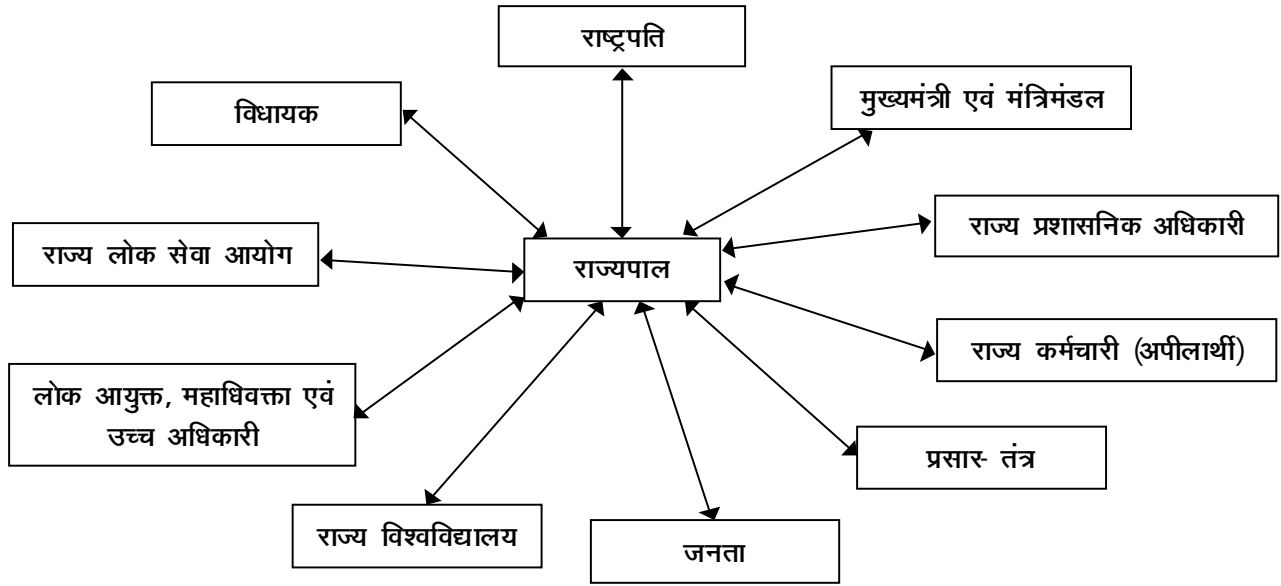 राष्ट्रपति
विधायक
मुख्यमंत्री एवं मंत्रिमंडल
राज्य लोक सेवा आयोग
राज्यपाल
राज्य प्रशासनिक अधिकारी
राज्य कर्मचारी (अपीलार्थी)
लोक आयुक्त, महाधिवक्ता एवं
उच्च अधिकारी
प्रसार- तंत्र
राज्य विश्वविद्यालय
जनता